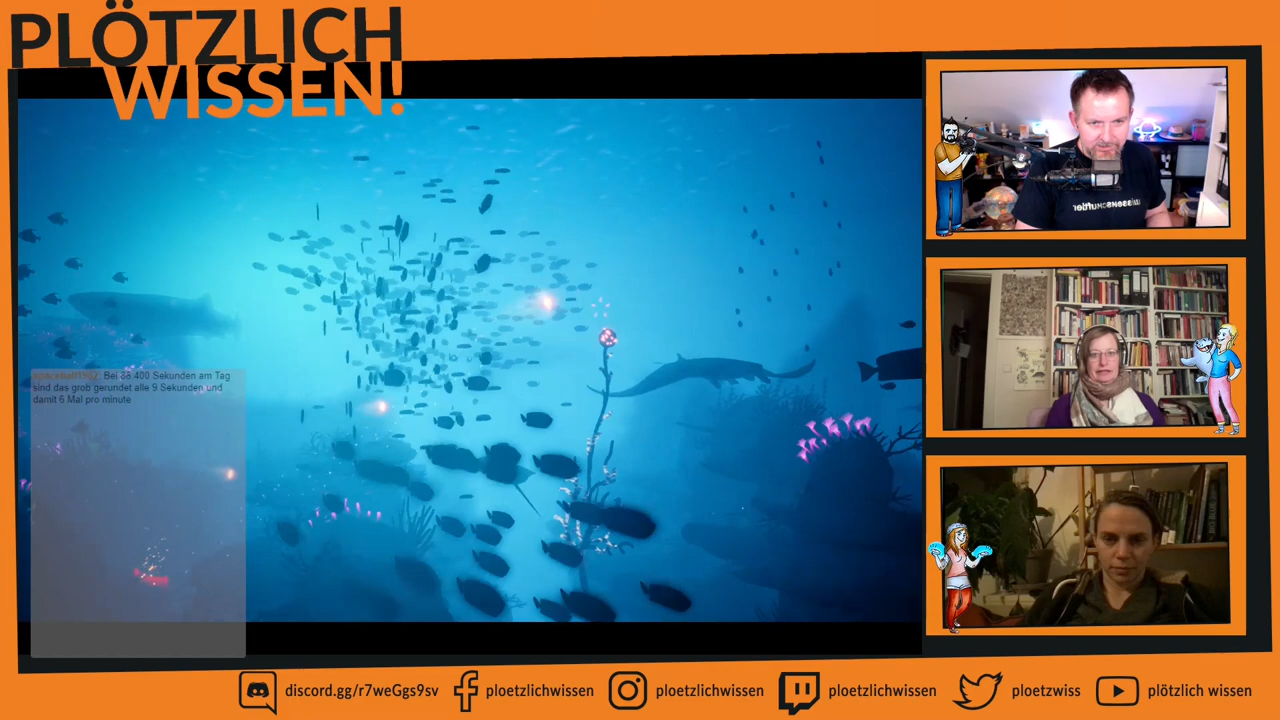 PLÖTZLICH
WISSEN!
Bei 86 400 Sekunden am Tag
sind das grob gerundet alle 9 Sekunden und
damit 6 Mal pro minute
discord.gg/r7weGgs9sv
ploetzlichwissen
ploetzlichwissen
ploetzlichwissen
ploetzwiss
plötzlich wissen